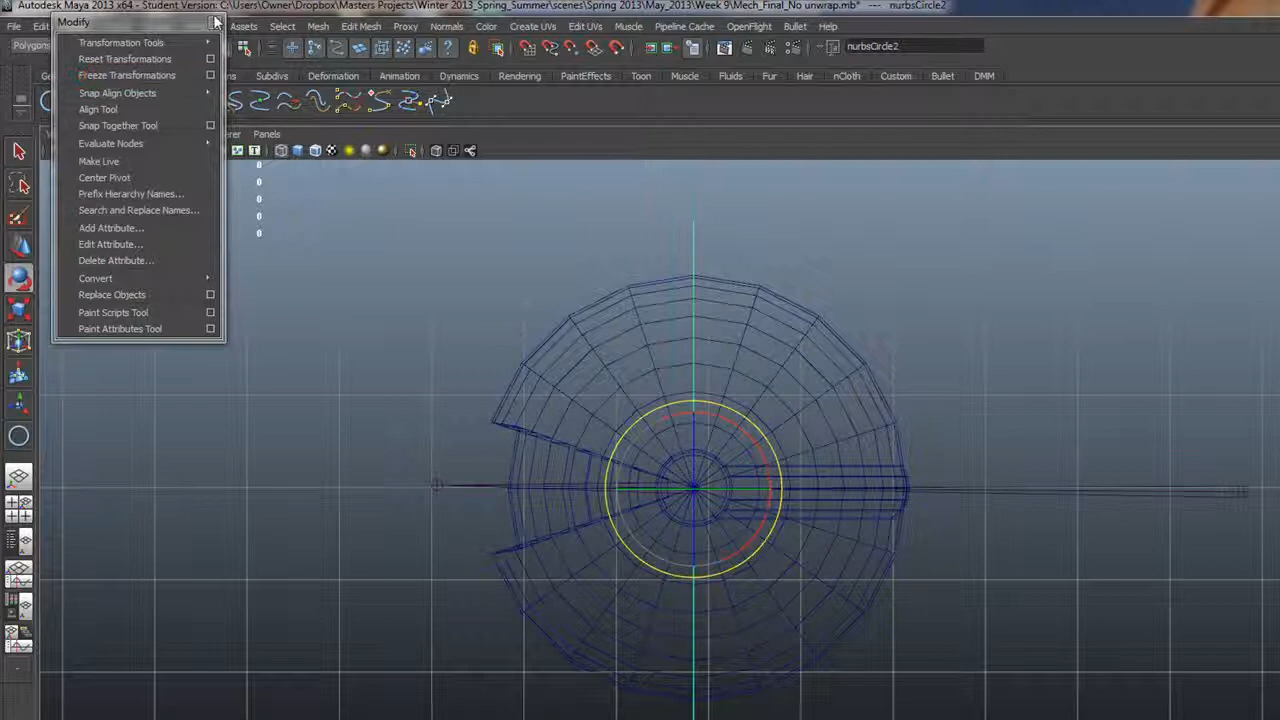 Autodesk Maya 2013 x64 - Student Version: C:\Users\Owner\Dropbox\Masters Projects\Winter 2013_Spring_Summer\scenes\Spring 2013\May_2013\Week 9\Mech_Final_No unwrap.mb* --- nurbsCircle2
File Assets Select Mesh Edit Mesh Proxy Normals Color Create UVs Edit UVs Muscle Pipeline Cache OpenFlight Bullet Help
Polygons nurbsCircle2
Subdivs Deformation Animation Dynamics Rendering PaintEffects Toon Muscle Fluids Fur Hair nCloth Custom Bullet DMM
Panels
Modify
Transformation Tools
Reset Transformations
Freeze Transformations
Snap Align Objects
Align Tool
Snap Together Tool
Evaluate Nodes
Make Live
Center Pivot
Prefix Hierarchy Names...
Search and Replace Names...
Add Attribute...
Edit Attribute...
Delete Attribute...
Convert
Replace Objects
Paint Scripts Tool
Paint Attributes Tool
0
0
0
0
0